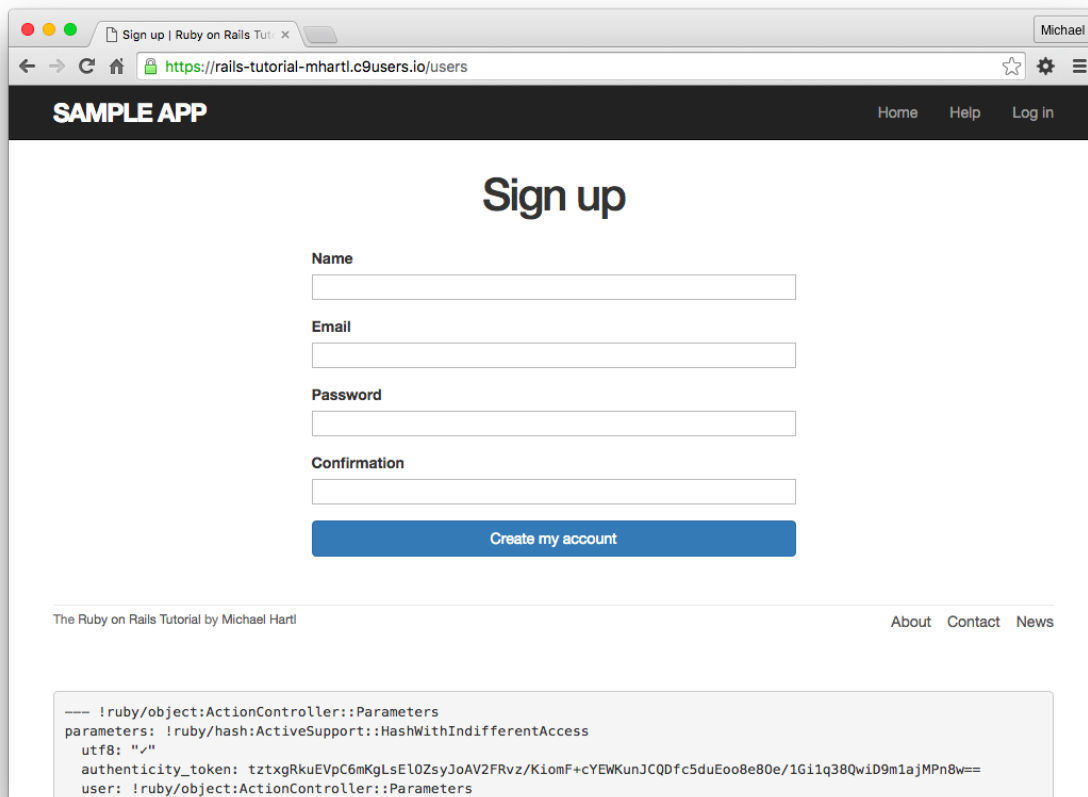 Sign up | Ruby on Rails Tuto
Michael
https://rails-tutorial-mhartl.c9users.io/users
SAMPLE APP
Home Help Log in
Sign up
Name
Email
Password
Confirmation
Create my account
The Ruby on Rails Tutorial by Michael Hartl
About Contact News
--- !ruby/object:ActionController::Parameters
parameters: !ruby/hash:ActiveSupport::HashWithIndifferentAccess
utf8: "✓"
authenticity_token: tztxgRkuEVpC6mKgLsElOZsyJoAV2FRvz/KiomF+cYEWKunJCQDfc5duEoo8e8Oe/1Gi1q38QwiD9m1ajMPn8w==
user: !ruby/object:ActionController::Parameters